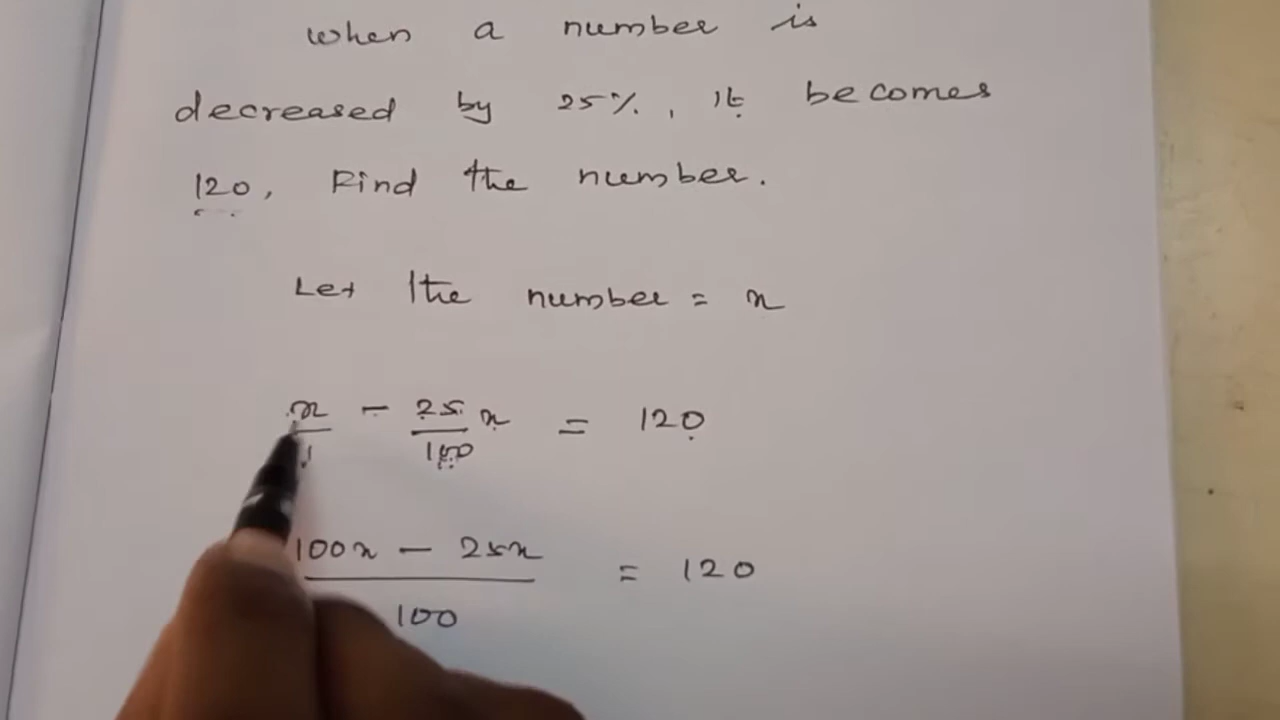 When a number is
decreased by 25%, it becomes
120, Find the number.
Let the number = x
x/1 - 25/100 x = 120
100x - 25x / 100 = 120